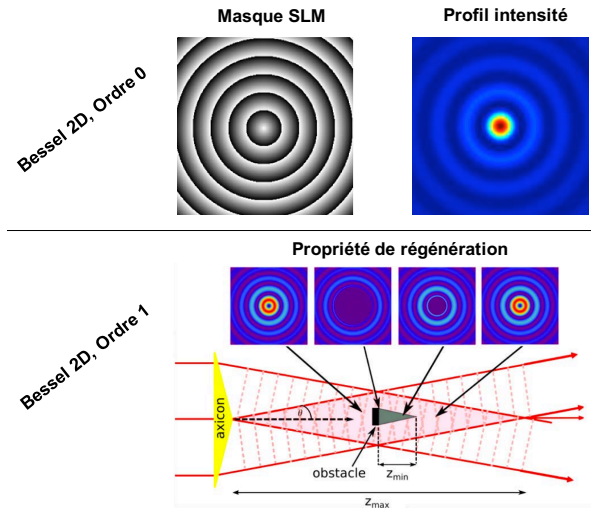 Masque SLM
Profil intensité
Bessel 2D, Ordre 0
Propriété de régénération
Bessel 2D, Ordre 1
axicon
θ
obstacle
z_min
z_max